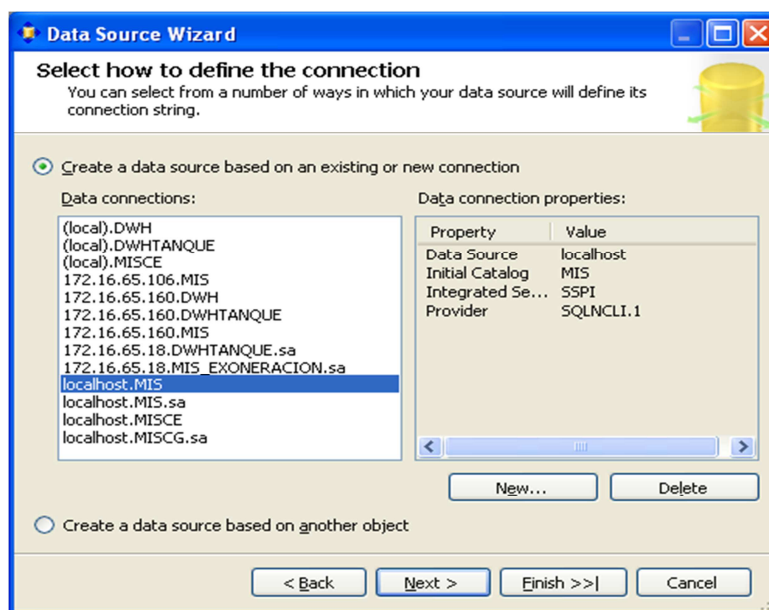 Data Source Wizard
Select how to define the connection
You can select from a number of ways in which your data source will define its
connection string.
Create a data source based on an existing or new connection
Data connections:
(local).DWH
(local).DWHTANQUE
(local).MISCE
172.16.65.106.MIS
172.16.65.160.DWH
172.16.65.160.DWHTANQUE
172.16.65.160.MIS
172.16.65.18.DWHTANQUE.sa
172.16.65.18.MIS_EXONERACION.sa
localhost.MIS
localhost.MIS.sa
localhost.MISCE
localhost.MISCG.sa
Data connection properties:
Property Value
Data Source localhost
Initial Catalog MIS
Integrated Se... SSPI
Provider SQLNCLI.1
New... Delete
Create a data source based on another object
< Back Next > Finish >>| Cancel